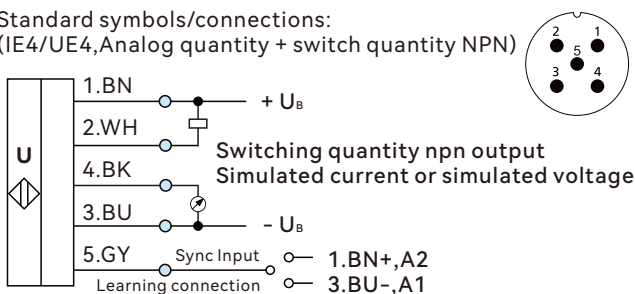 Standard symbols/connections:
(IE4/UE4,Analog quantity + switch quantity NPN)
2 1
5
3 4
1.BN
+ UB
2.WH
U
Switching quantity npn output
4.BK
Simulated current or simulated voltage
3.BU
- UB
5.GY
Sync Input
1.BN+,A2
Learning connection
3.BU-,A1